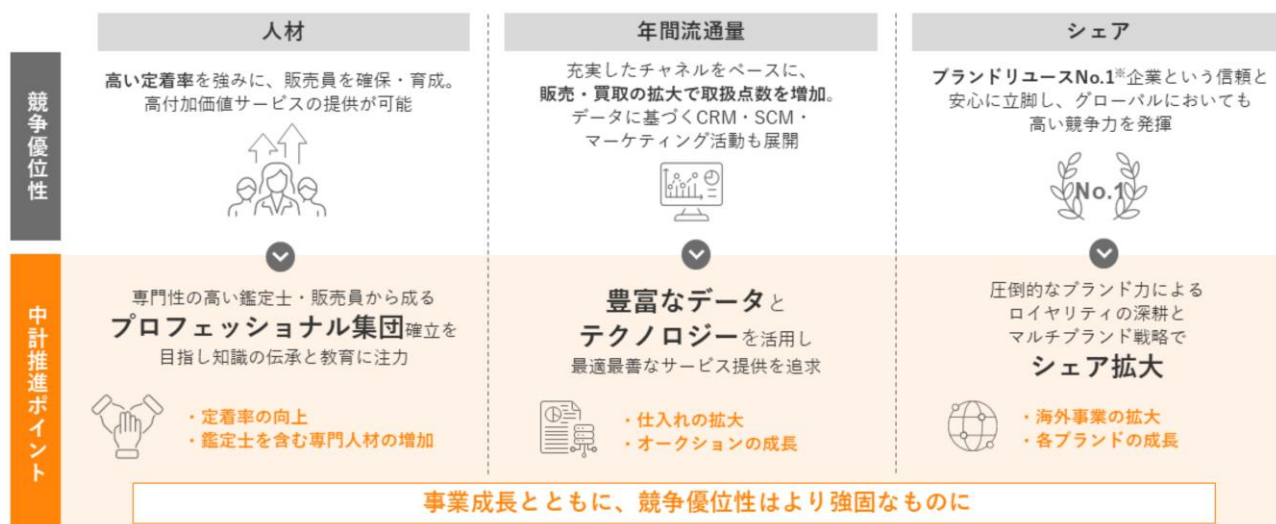 人材
年間流通量
シェア
競争優位性
高い定着率を強みに、販売員を確保・育成。
高付加価値サービスの提供が可能
充実したチャネルをベースに、
販売・買取の拡大で取扱点数を増加。
データに基づくCRM・SCM・
マーケティング活動も展開
ブランドリユースNo.1※企業という信頼と
安心に立脚し、グローバルにおいても
高い競争力を発揮
No.1
中計推進ポイント
専門性の高い鑑定士・販売員から成る
プロフェッショナル集団確立を
目指し知識の伝承と教育に注力
・定着率の向上
・鑑定士を含む専門人材の増加
豊富なデータと
テクノロジーを活用し
最適最善なサービス提供を追求
・仕入れの拡大
・オークションの成長
圧倒的なブランド力による
ロイヤリティの深耕と
マルチブランド戦略で
シェア拡大
・海外事業の拡大
・各ブランドの成長
事業成長とともに、競争優位性はより強固なものに